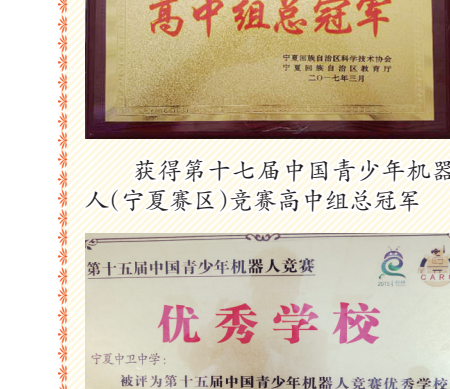 高中组总冠军
宁夏回族自治区科学技术协会
宁夏回族自治区教育厅
二〇一七年三月
获得第十七届中国青少年机器
人(宁夏赛区)竞赛高中组总冠军
第十五届中国青少年机器人竞赛
CARC
优秀学校
宁夏中卫中学:
被评为第十五届中国青少年机器人竞赛优秀学校